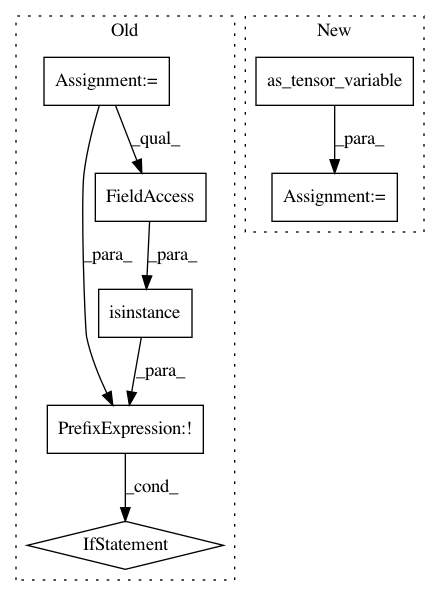 Old
New
Assignment:=
as_tensor_variable
_qual_
_para_
FieldAccess
Assignment:=
_para_
_para_
isinstance
_para_
PrefixExpression:!
_cond_
IfStatement